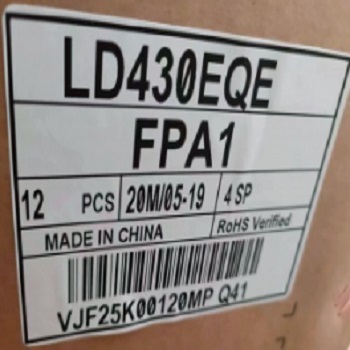 LD430EQE
FPA1
12 PCS 20M/05-19 4 SP
MADE IN CHINA RoHS Verified
VJF25K00120MP Q41